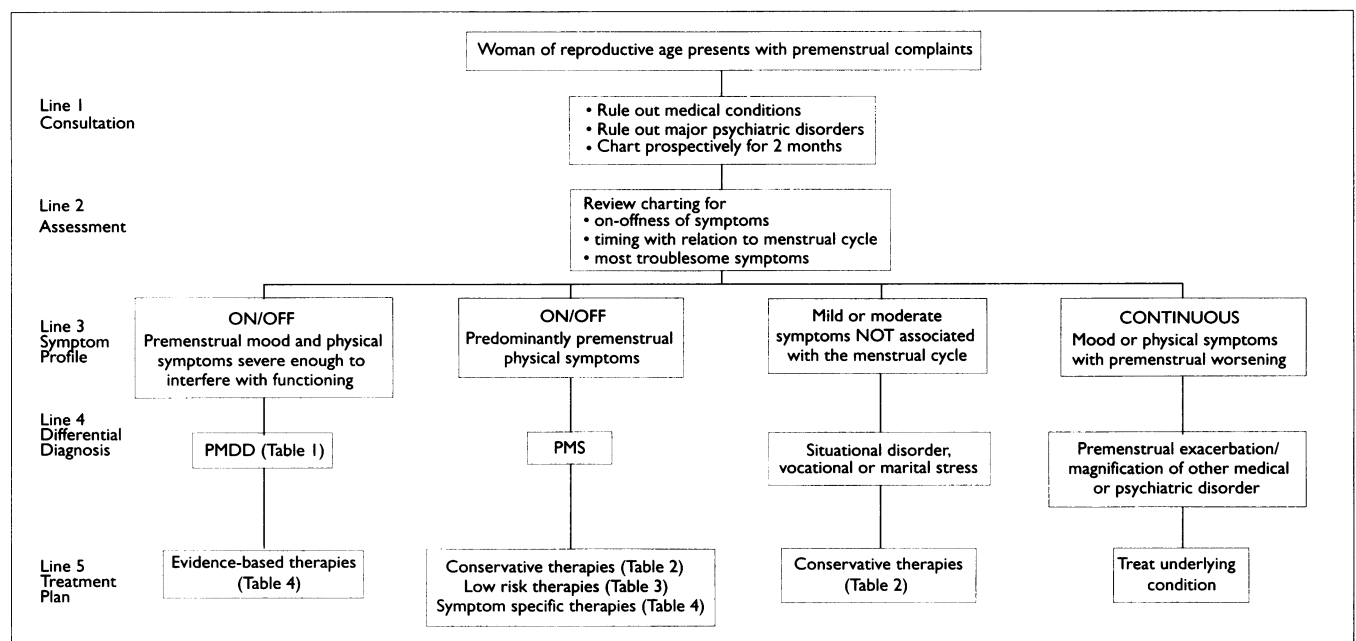 Woman of reproductive age presents with premenstrual complaints
Line 1
Consultation
• Rule out medical conditions
• Rule out major psychiatric disorders
• Chart prospectively for 2 months
Line 2
Assessment
Review charting for
• on-offness of symptoms
• timing with relation to menstrual cycle
• most troublesome symptoms
Line 3
Symptom
Profile
ON/OFF
Premenstrual mood and physical
symptoms severe enough to
interfere with functioning
ON/OFF
Predominantly premenstrual
physical symptoms
Mild or moderate
symptoms NOT associated
with the menstrual cycle
CONTINUOUS
Mood or physical symptoms
with premenstrual worsening
Line 4
Differential
Diagnosis
PMDD (Table 1)
PMS
Situational disorder,
vocational or marital stress
Premenstrual exacerbation/
magnification of other medical
or psychiatric disorder
Line 5
Treatment
Plan
Evidence-based therapies
(Table 4)
Conservative therapies (Table 2)
Low risk therapies (Table 3)
Symptom specific therapies (Table 4)
Conservative therapies
(Table 2)
Treat underlying
condition